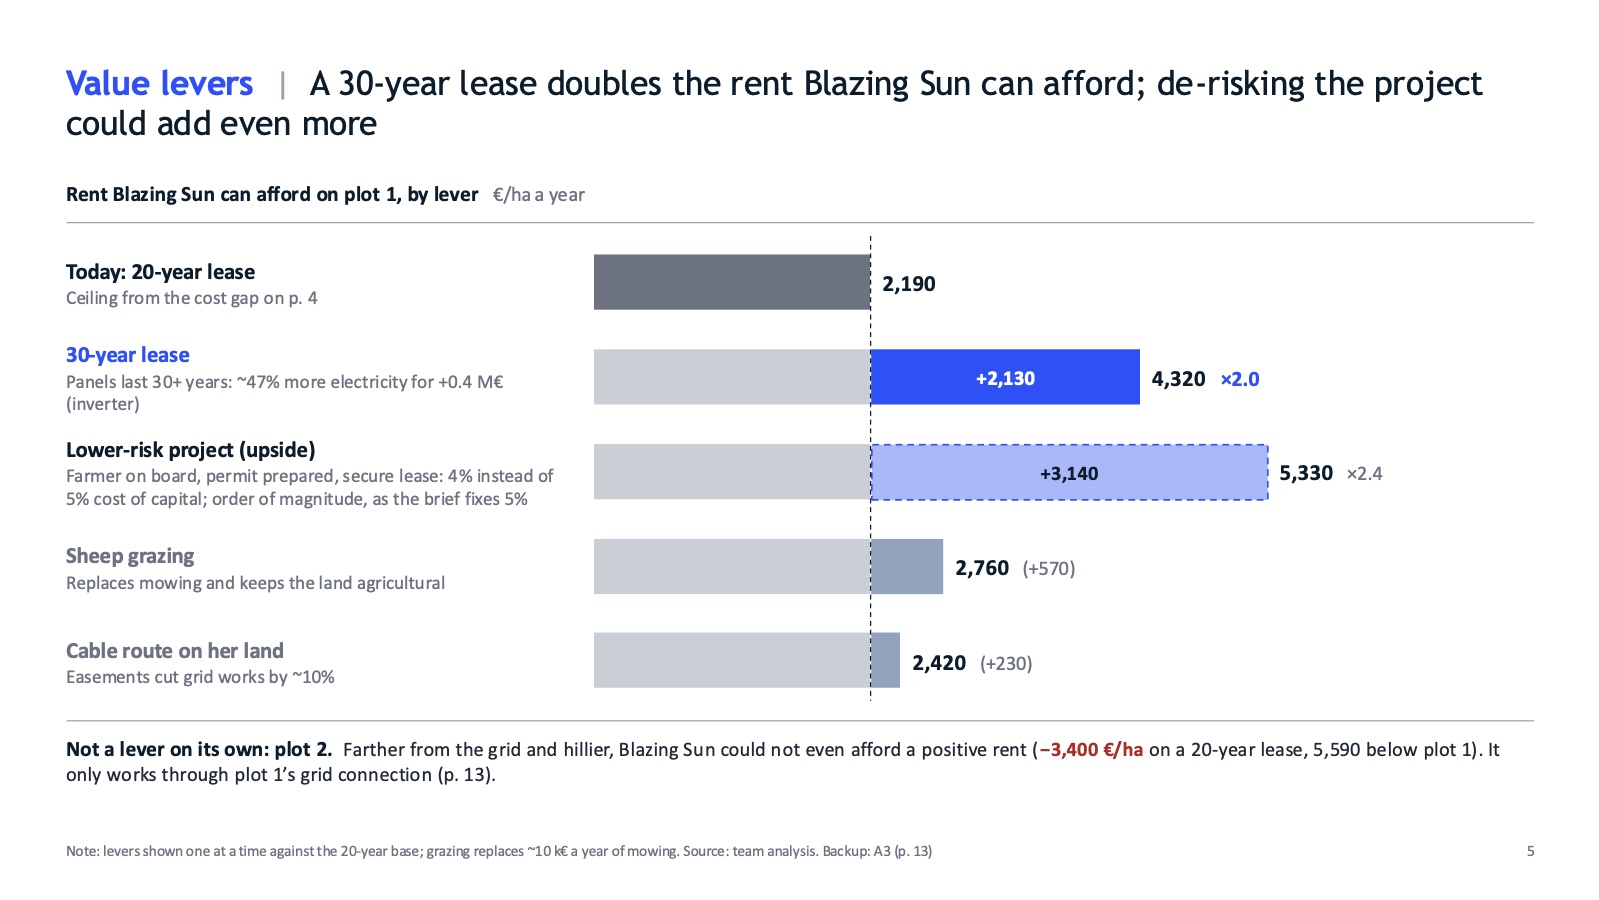 Value levers | A 30-year lease doubles the rent Blazing Sun can afford; de-risking the project
could add even more
Rent Blazing Sun can afford on plot 1, by lever €/ha a year
Today: 20-year lease
Ceiling from the cost gap on p. 4
2,190
30-year lease
Panels last 30+ years: ~47% more electricity for +0.4 M€
(inverter)
+2,130
4,320 ×2.0
Lower-risk project (upside)
Farmer on board, permit prepared, secure lease: 4% instead of
5% cost of capital; order of magnitude, as the brief fixes 5%
+3,140
5,330 ×2.4
Sheep grazing
Replaces mowing and keeps the land agricultural
2,760 (+570)
Cable route on her land
Easements cut grid works by ~10%
2,420 (+230)
Not a lever on its own: plot 2. Farther from the grid and hillier, Blazing Sun could not even afford a positive rent (−3,400 €/ha on a 20-year lease, 5,590 below plot 1). It
only works through plot 1’s grid connection (p. 13).
Note: levers shown one at a time against the 20-year base; grazing replaces ~10 k€ a year of mowing. Source: team analysis. Backup: A3 (p. 13)
5